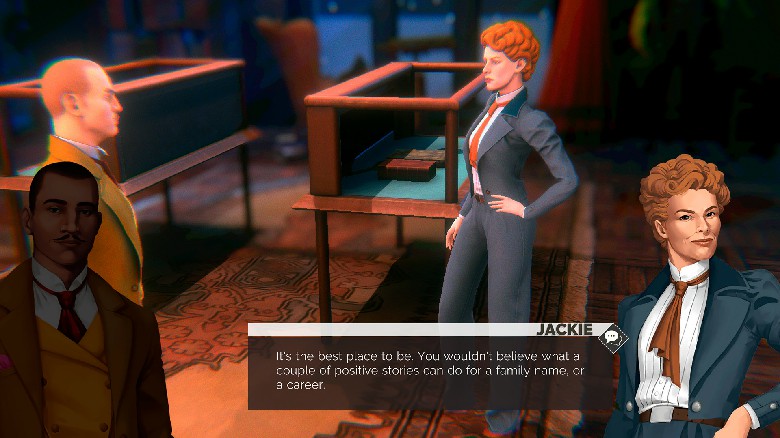 JACKIE
It's the best place to be. You wouldn't believe what a
couple of positive stories can do for a family name, or
a career.